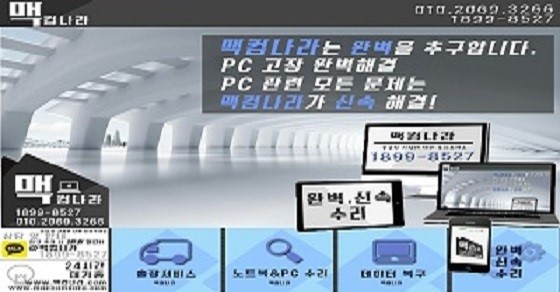 맥컴나라
010.2069.3266
1899-8527
맥컴나라는 완벽을 추구합니다.
PC 고장 완벽해결
PC 관련 모든 문제는
맥컴나라가 신속 해결!
맥컴나라
1899-8527
맥컴나라
1899-8527
010.2069.3266
완벽,신속
수리
1899-8527
24시간
대기중
출장서비스
노트북&PC 수리
데이터 복구
완벽
신속
수리